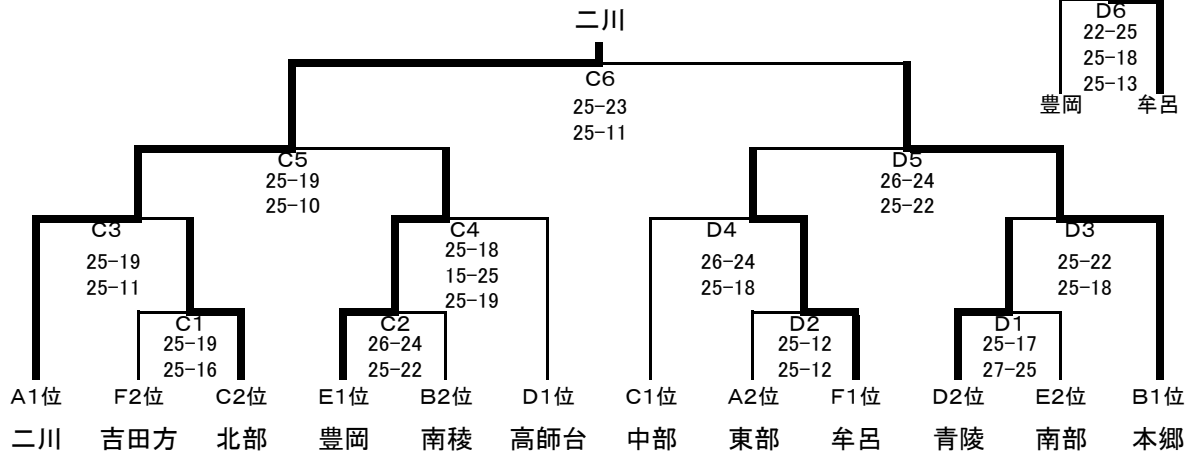 二川
D6
22-25
25-18
25-13
豊岡 牟呂
C6
25-23
25-11
C5
25-19
25-10
D5
26-24
25-22
C3
25-19
25-11
C4
25-18
15-25
25-19
D4
26-24
25-18
D3
25-22
25-18
C1
25-19
25-16
C2
26-24
25-22
D2
25-12
25-12
D1
25-17
27-25
A1位 F2位 C2位 E1位 B2位 D1位 C1位 A2位 F1位 D2位 E2位 B1位
二川 吉田方 北部 豊岡 南稜 高師台 中部 東部 牟呂 青陵 南部 本郷